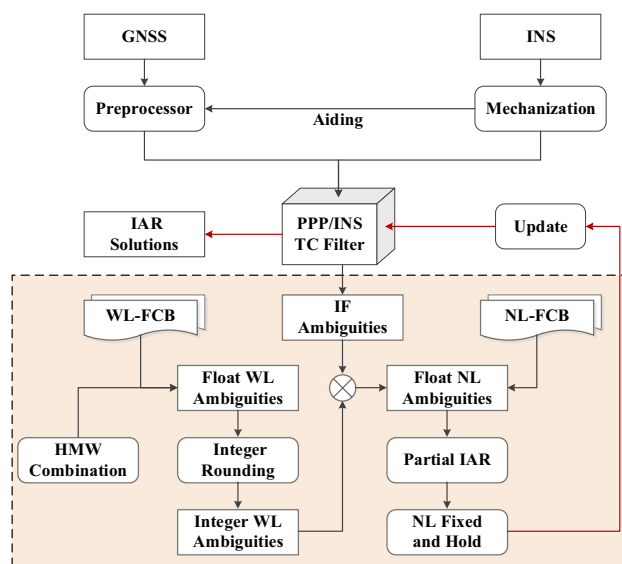 GNSS
INS
Preprocessor
Mechanization
Aiding
IAR
Solutions
PPP/INS
TC Filter
Update
WL-FCB
IF
Ambiguities
NL-FCB
Float WL
Ambiguities
Float NL
Ambiguities
HMW
Combination
Integer
Rounding
Partial IAR
Integer WL
Ambiguities
NL Fixed
and Hold